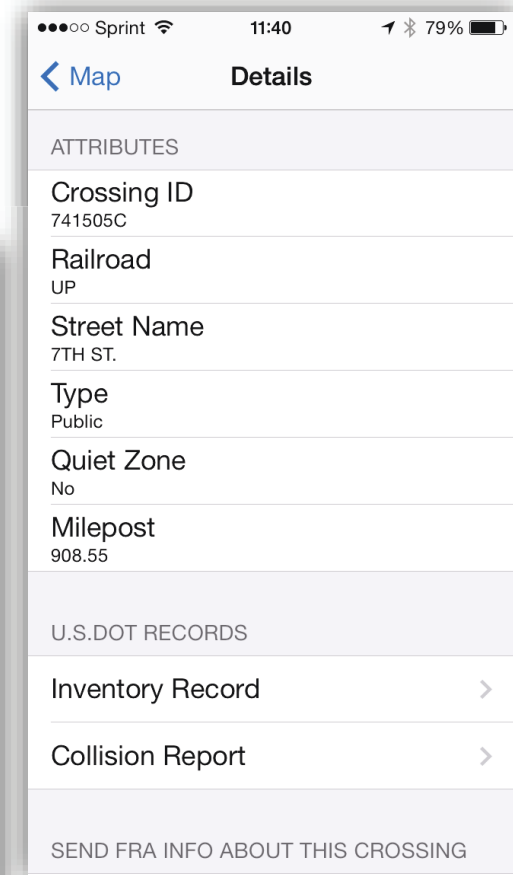 Sprint 11:40 79%
Map Details
ATTRIBUTES
Crossing ID
741505C
Railroad
UP
Street Name
7TH ST.
Type
Public
Quiet Zone
No
Milepost
908.55
U.S.DOT RECORDS
Inventory Record
Collision Report
SEND FRA INFO ABOUT THIS CROSSING